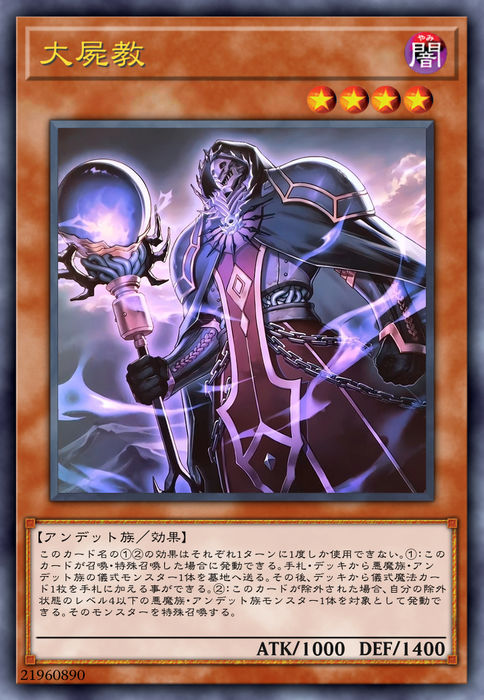 大屍教
やみ
闇
【アンデット族／効果】
このカード名の①②の効果はそれぞれ1ターンに1度しか使用できない。①：この
カードが召喚・特殊召喚した場合に発動できる。手札・デッキから悪魔族・アン
デット族の儀式モンスター1体を墓地へ送る。その後、デッキから儀式魔法カー
ド1枚を手札に加える事ができる。②：このカードが除外された場合、自分の除外
状態のレベル4以下の悪魔族・アンデット族モンスター1体を対象として発動で
きる。そのモンスターを特殊召喚する。
ATK/1000 DEF/1400
21960890